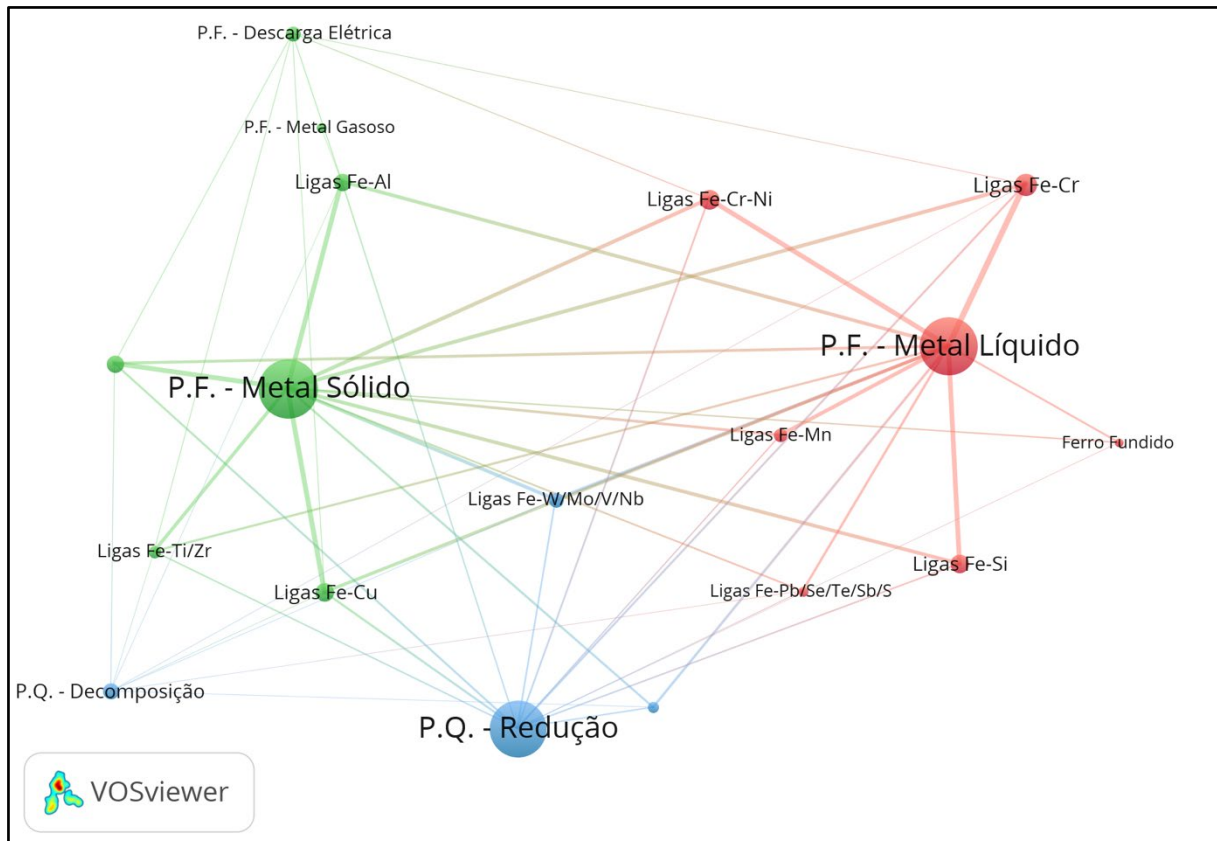 P.F. - Descarga Elétrica
P.F. - Metal Gasoso
Ligas Fe-Al
Ligas Fe-Cr-Ni
Ligas Fe-Cr
P.F. - Metal Líquido
P.F. - Metal Sólido
Ligas Fe-Mn
Ferro Fundido
Ligas Fe-W/Mo/V/Nb
Ligas Fe-Ti/Zr
Ligas Fe-Cu
Ligas Fe-Si
Ligas Fe-Pb/Se/Te/Sb/S
P.Q. - Decomposição
P.Q. - Redução
VOSviewer